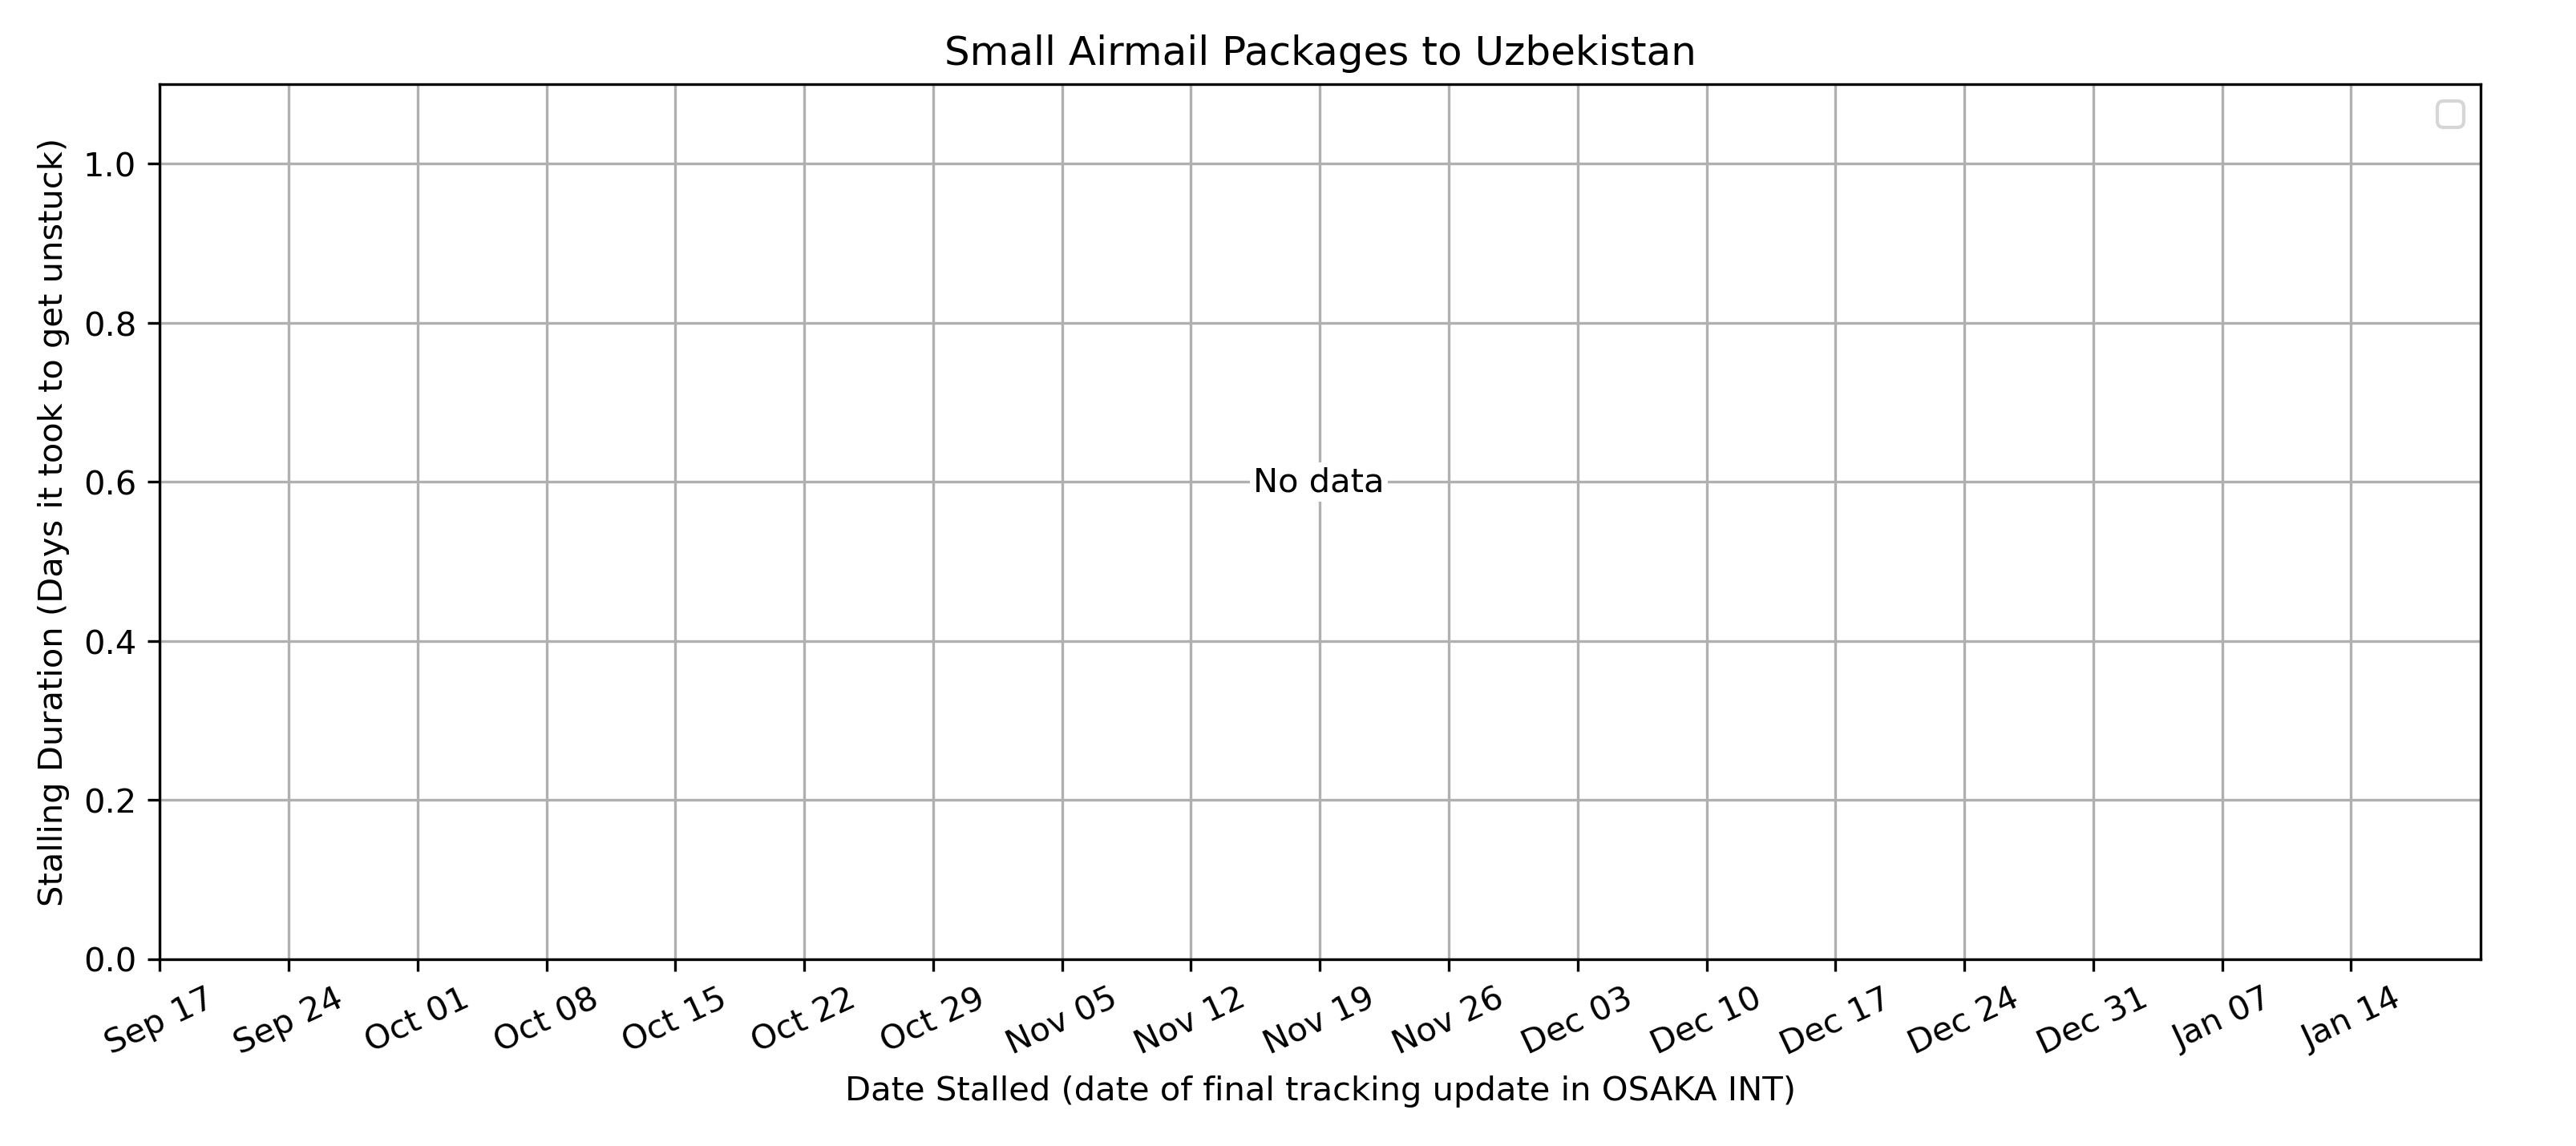 Small Airmail Packages to Uzbekistan
Stalling Duration (Days it took to get unstuck)
1.0
0.8
0.6
0.4
0.2
0.0
No data
Sep 17
Sep 24
Oct 01
Oct 08
Oct 15
Oct 22
Oct 29
Nov 05
Nov 12
Nov 19
Nov 26
Dec 03
Dec 10
Dec 17
Dec 24
Dec 31
Jan 07
Jan 14
Date Stalled (date of final tracking update in OSAKA INT)